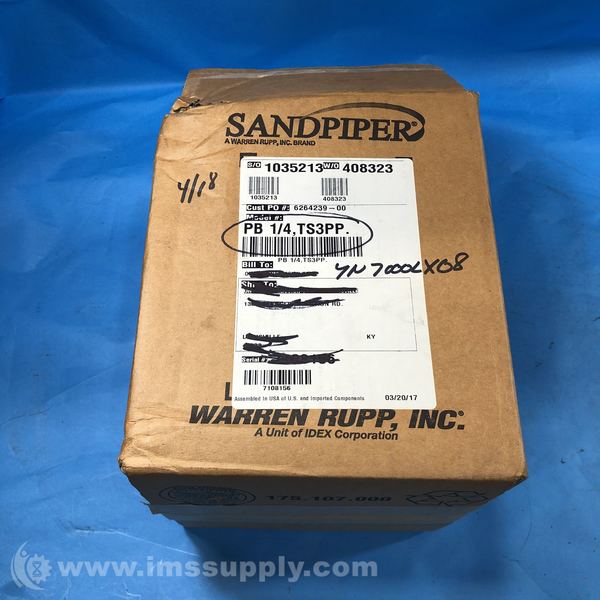 SANDPIPER®
A WARREN RUPP, INC. BRAND
S/O 1035213 W/O 408323
1035213 408323
4/18
Cust PO #: 6264239-00
Model #:
PB 1/4,TS3PP.
PB 1/4,TS3PP.
Bill To:
YN7000LX08
Ship To:
RD.
KY
Serial #
7108156
Assembled in USA of U.S. and Imported Components 03/20/17
WARREN RUPP, INC.®
A Unit of IDEX Corporation
175.107.000
www.imssupply.com